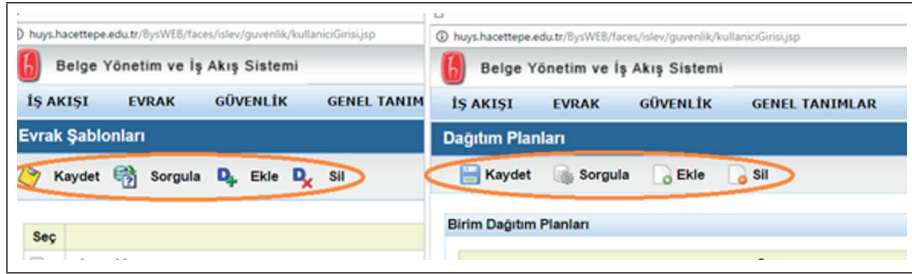 huys.hacettepe.edu.tr/BysWEB/faces/islev/guvenlik/kullaniciGirisi.jsp
Belge Yönetim ve İş Akış Sistemi
İŞ AKIŞI EVRAK GÜVENLİK GENEL TANIM
Evrak Şablonları
Kaydet Sorgula Ekle Sil
Seç
huys.hacettepe.edu.tr/BysWEB/faces/islev/guvenlik/kullaniciGirisi.jsp
Belge Yönetim ve İş Akış Sistemi
İŞ AKIŞI EVRAK GÜVENLİK GENEL TANIMLAR
Dağıtım Planları
Kaydet Sorgula Ekle Sil
Birim Dağıtım Planları